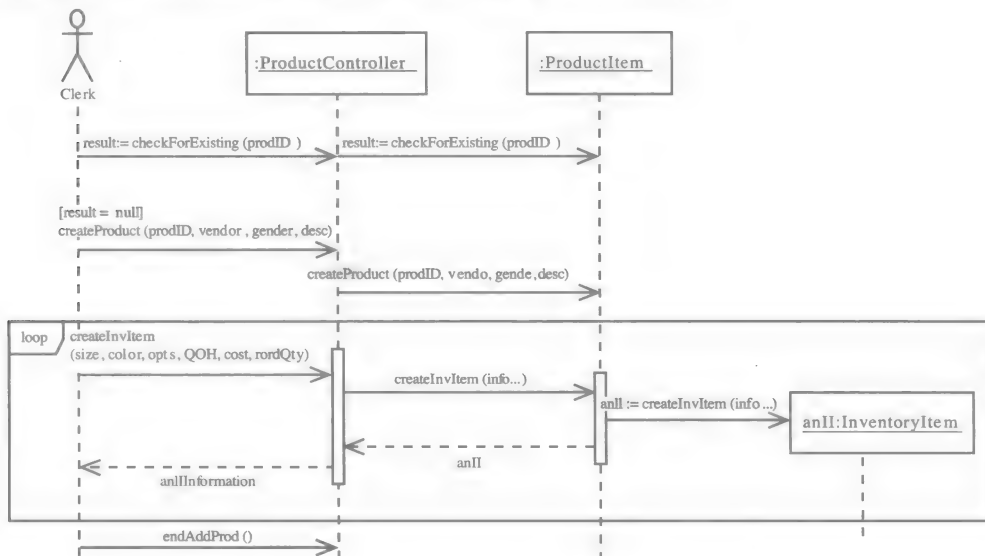 :ProductController
:ProductItem
Clerk
result:= checkForExisting (prodID )
result:= checkForExisting (prodID )
[result = null]
createProduct (prodID, vendor , gender, desc)
createProduct (prodID, vendo, gende,desc)
loop
createInvItem
(size , color, opts , QOH, cost, rordQty)
createInvItem (info...)
anII := createInvItem (info ...)
anII:InventoryItem
anII
anIIInformation
endAddProd ()